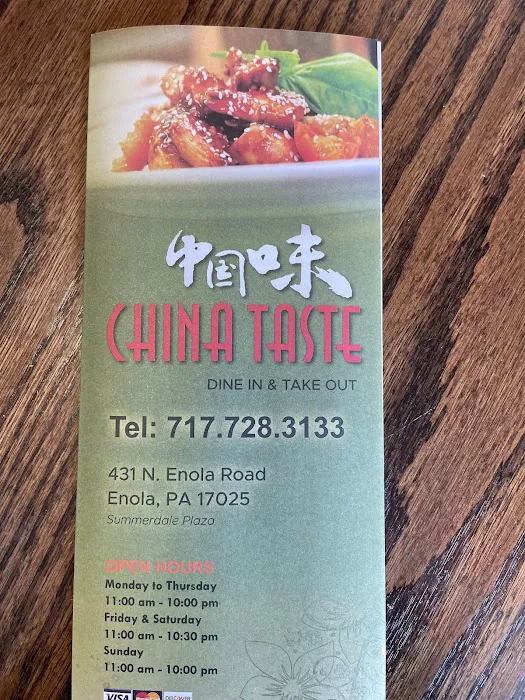 中国味
CHINA TASTE
DINE IN & TAKE OUT
Tel: 717.728.3133
431 N. Enola Road
Enola, PA 17025
Summerdale Plaza
OPEN HOURS
Monday to Thursday
11:00 am - 10:00 pm
Friday & Saturday
11:00 am - 10:30 pm
Sunday
11:00 am - 10:00 pm
VISA MasterCard DISCOVER